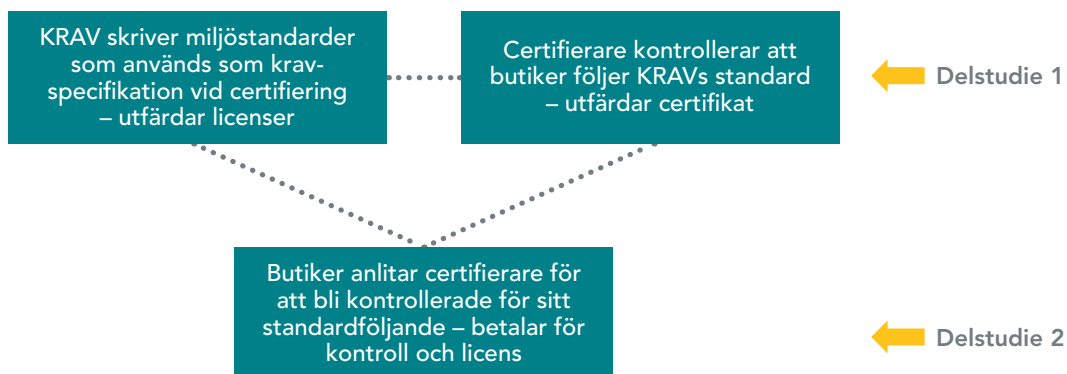 KRAV skriver miljöstandarder
som används som krav-
specifikation vid certifiering
– utfärdar licenser
Certifierare kontrollerar att
butiker följer KRAVs standard
– utfärdar certifikat
Delstudie 1
Butiker anlitar certifierare för
att bli kontrollerade för sitt
standardföljande – betalar för
kontroll och licens
Delstudie 2